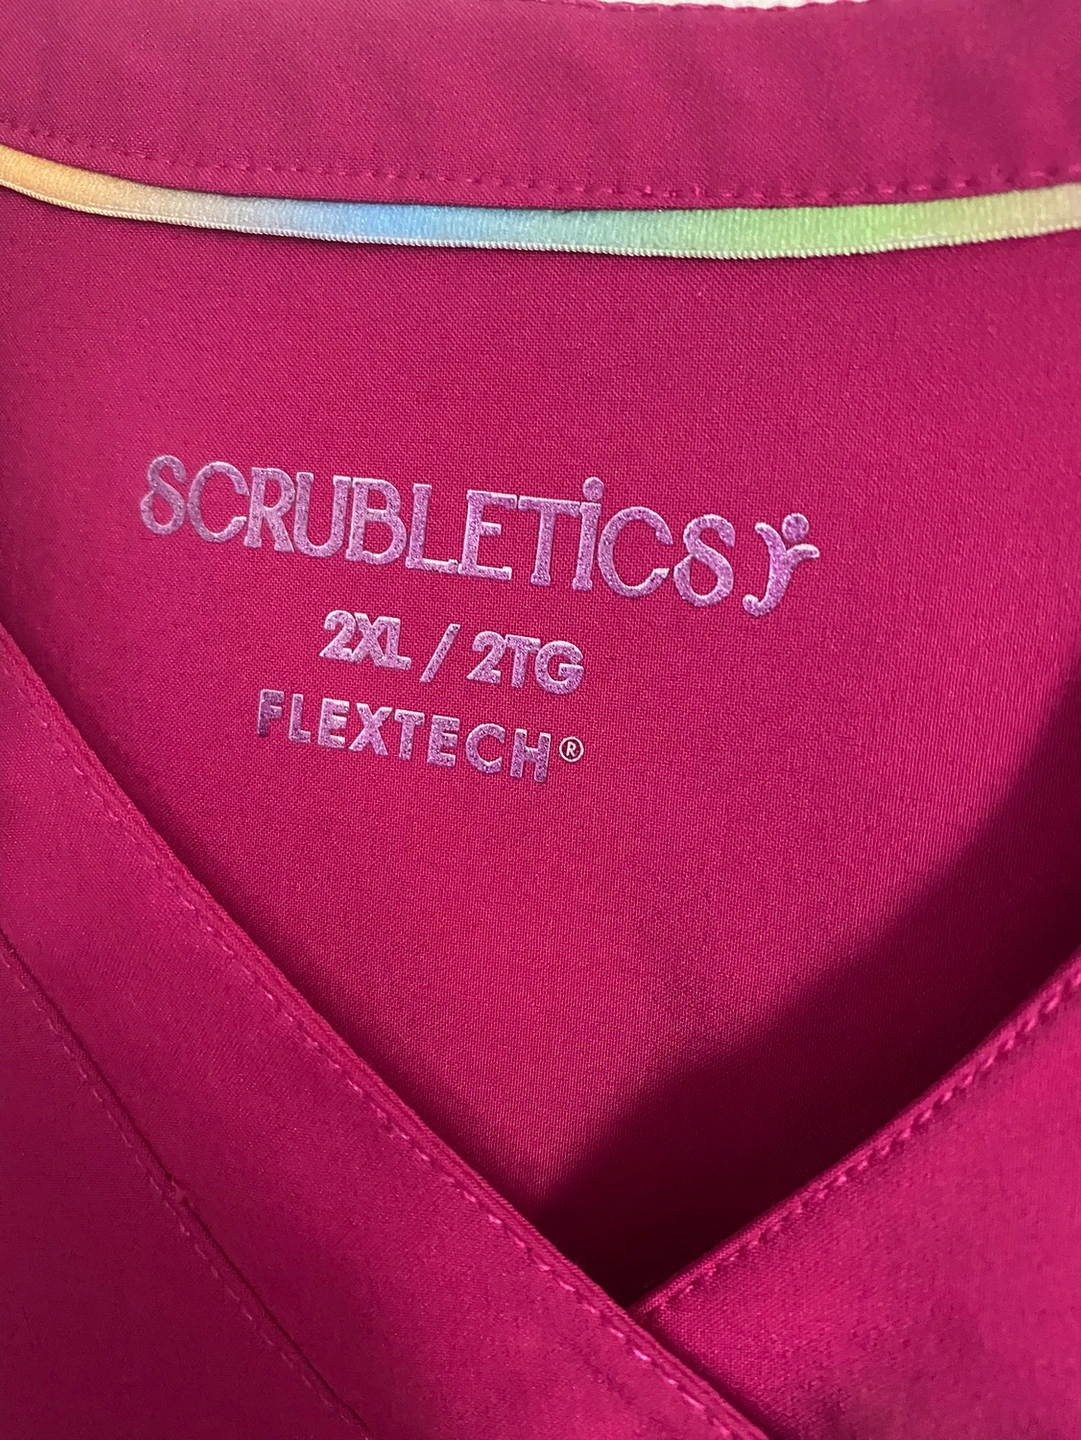 SCRUBLETiCS
2XL / 2TG
FLEXTECH®